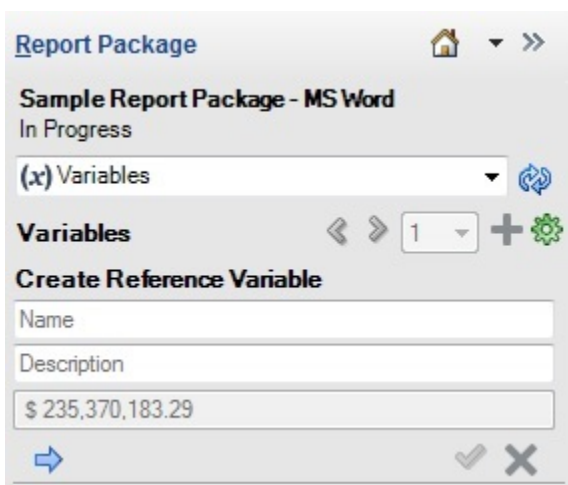 Report Package
Sample Report Package - MS Word
In Progress
(x) Variables
Variables
1
Create Reference Variable
Name
Description
$ 235,370,183.29